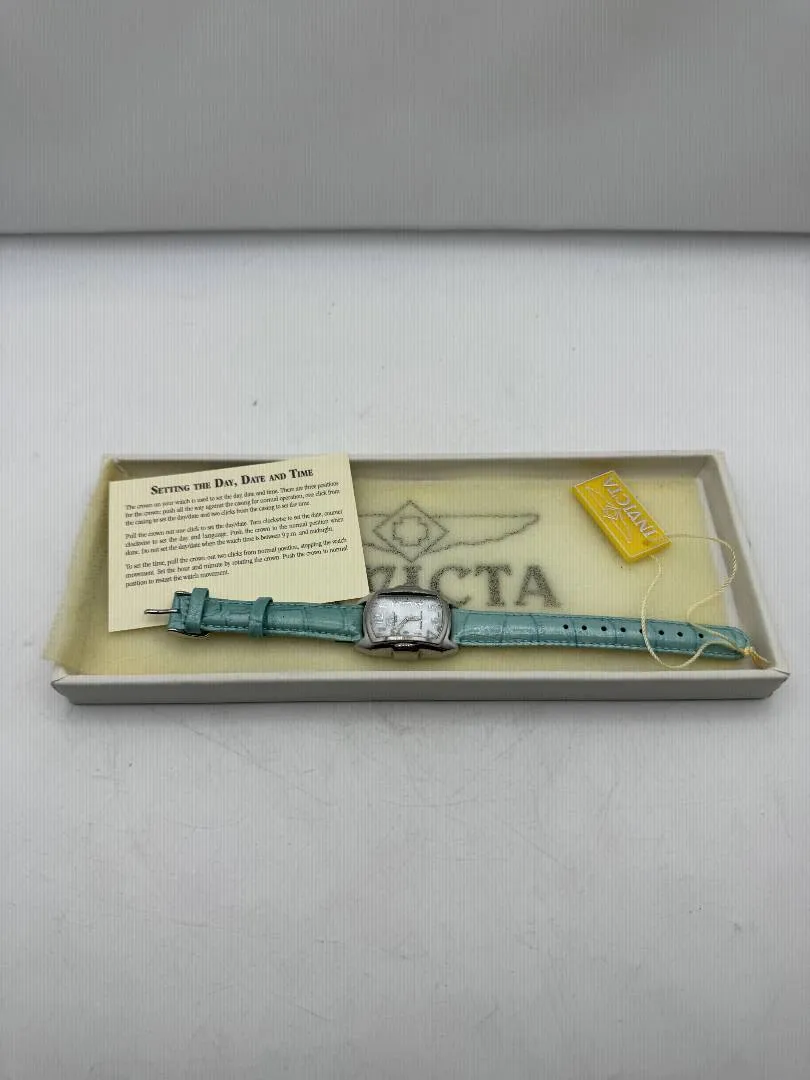 SETTING THE DAY, DATE AND TIME
The crown on your watch is used to set the day, date and time. There are three positions
for the crown: push all the way against the casing for normal operation, one click from
the casing to set the day/date and two clicks from the casing to set the time.
Pull the crown out one click to set the day/date. Turn clockwise to set the date, counter
clockwise to set the day and language. Push the crown to the normal position when
done. Do not set the day/date when the watch time is between 9 p.m. and midnight.
To set the time, pull the crown out two clicks from normal position, stopping the watch
movement. Set the hour and minute by rotating the crown. Push the crown to normal
position to restart the watch movement.
VICTA
INVICTA